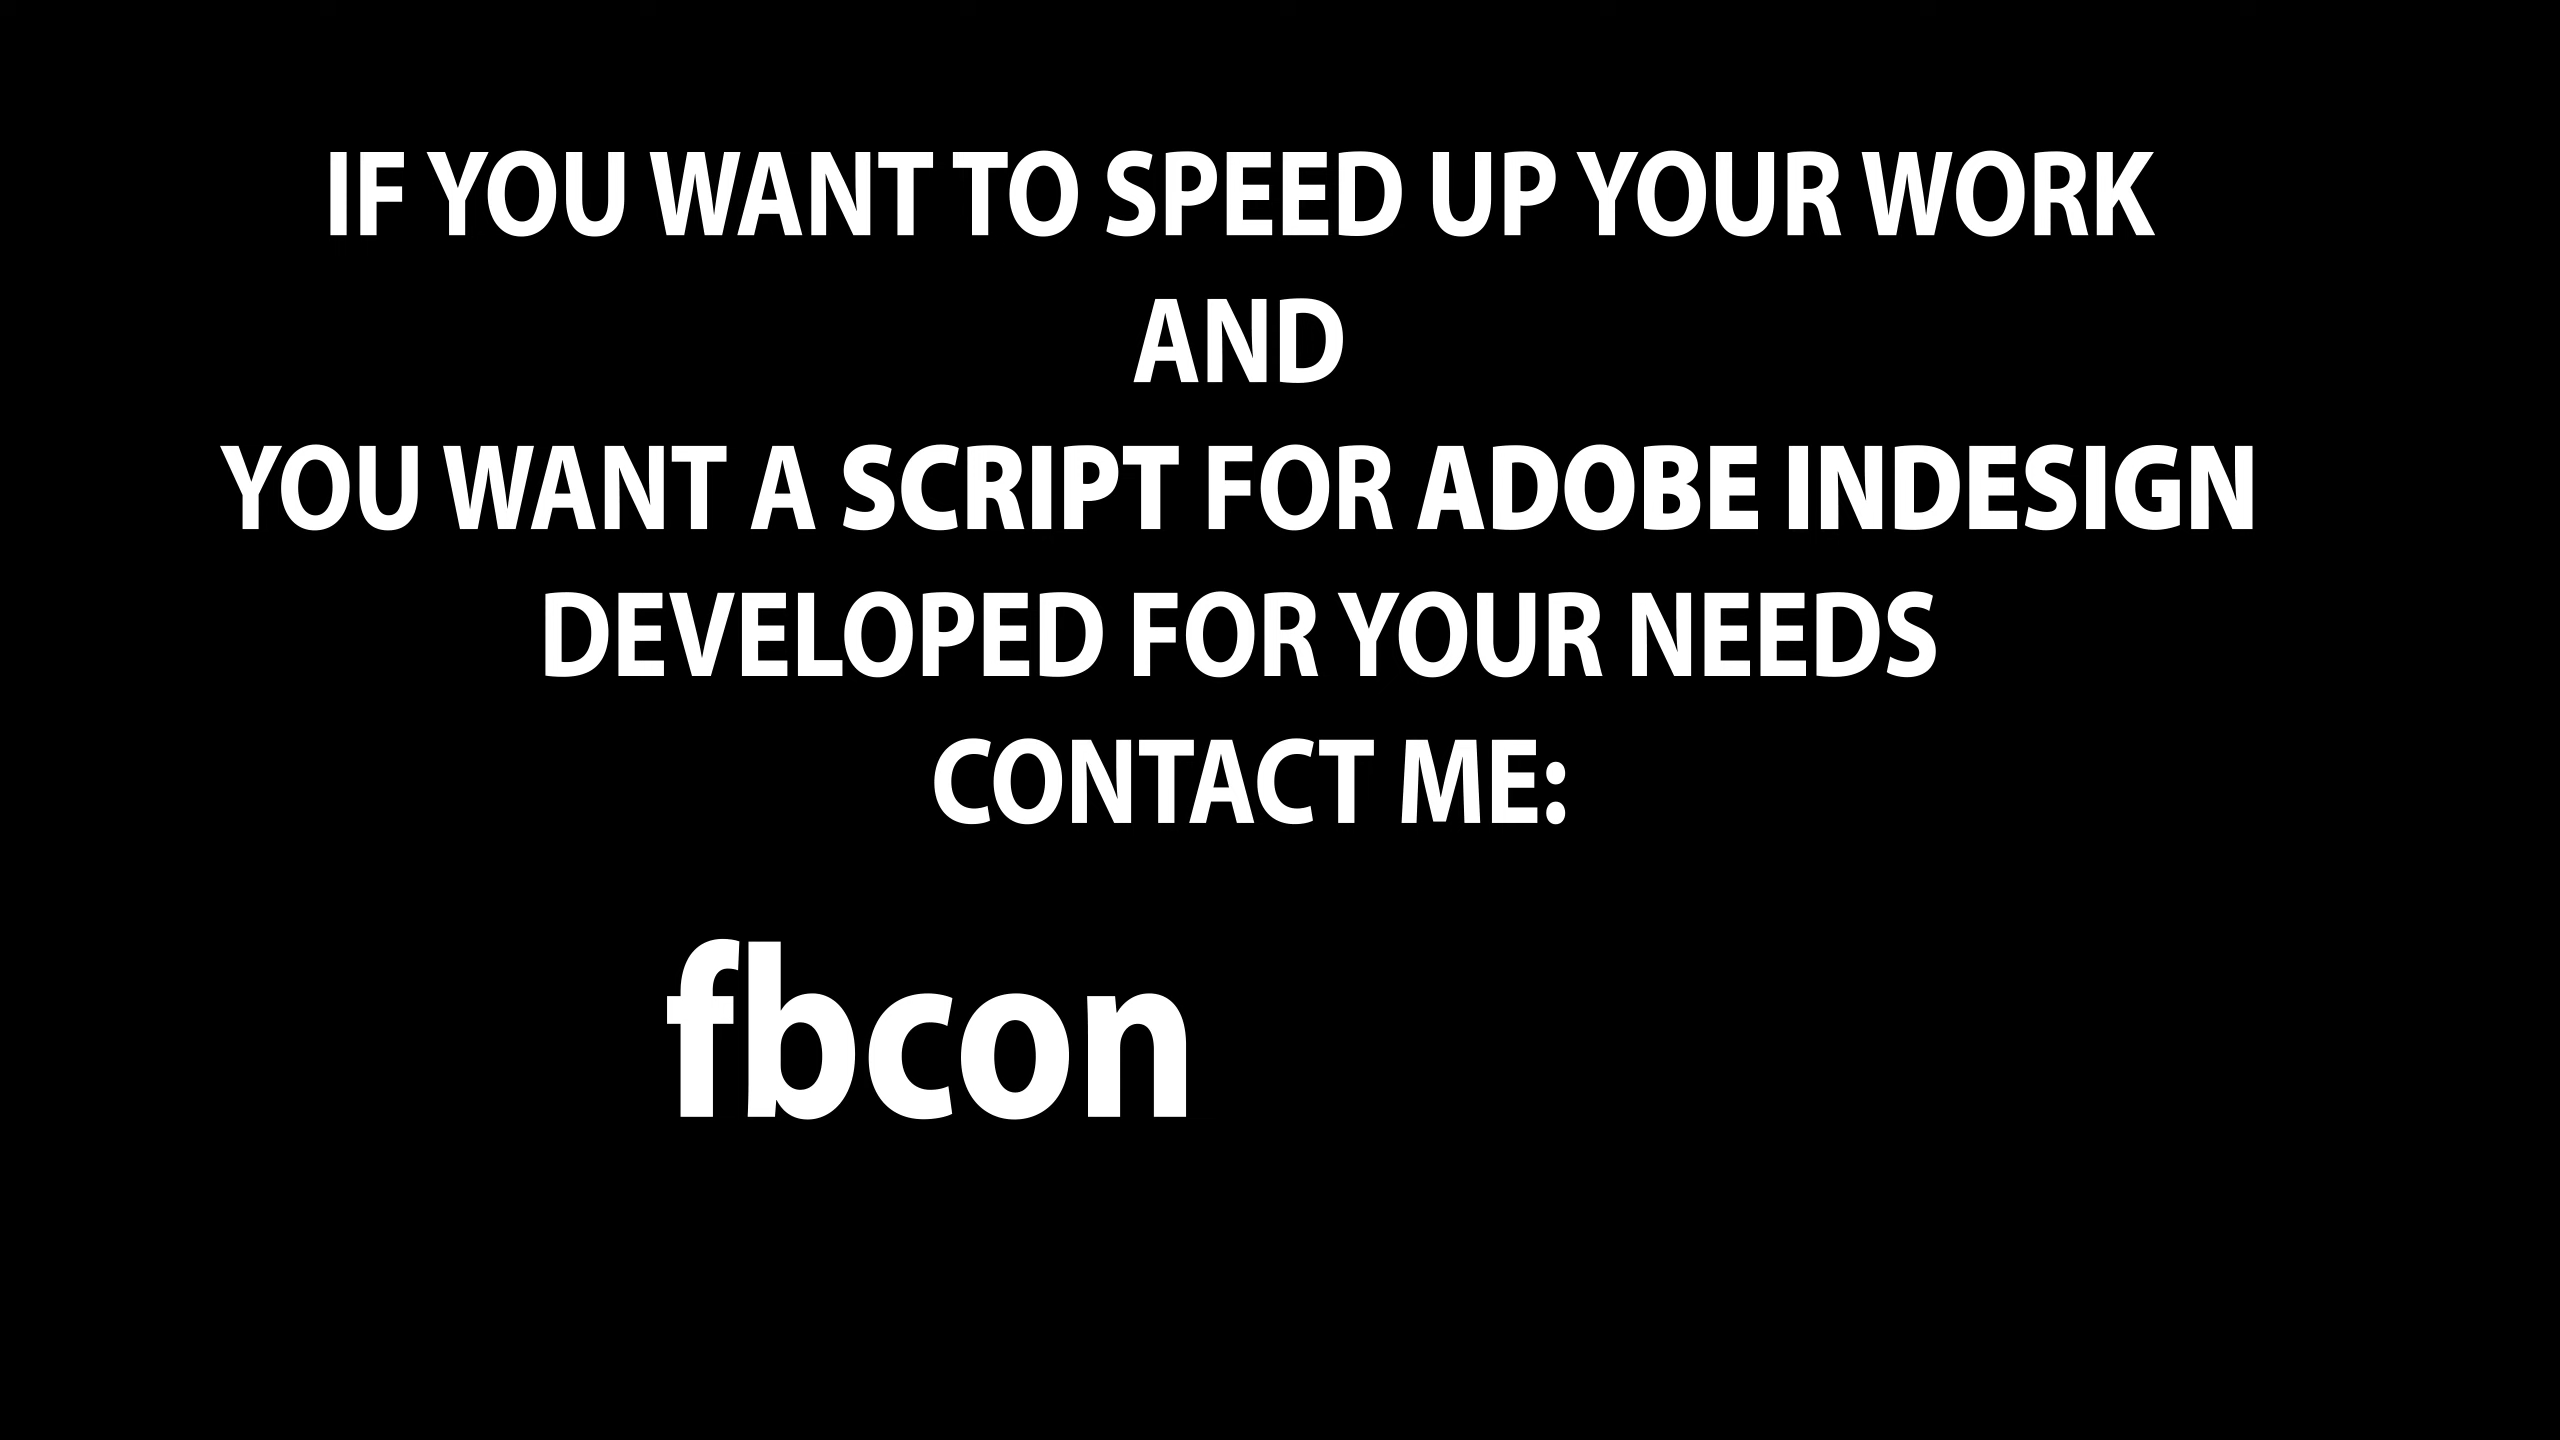 IF YOU WANT TO SPEED UP YOUR WORK
AND
YOU WANT A SCRIPT FOR ADOBE INDESIGN
DEVELOPED FOR YOUR NEEDS
CONTACT ME:
fbcon